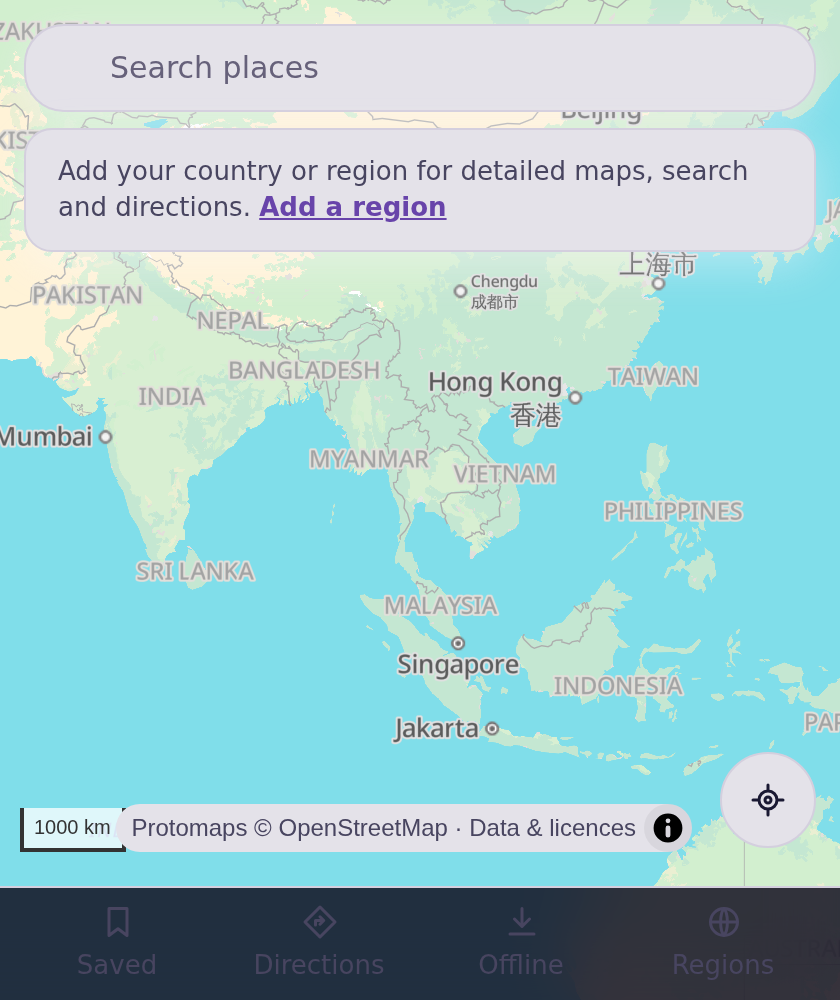 Search places
Beijing
Add your country or region for detailed maps, search
and directions. Add a region
上海市
Chengdu
成都市
PAKISTAN
NEPAL
BANGLADESH
TAIWAN
Hong Kong
香港
INDIA
Mumbai
MYANMAR
VIETNAM
PHILIPPINES
SRI LANKA
MALAYSIA
Singapore
INDONESIA
Jakarta
1000 km
Protomaps © OpenStreetMap · Data & licences
Saved
Directions
Offline
Regions